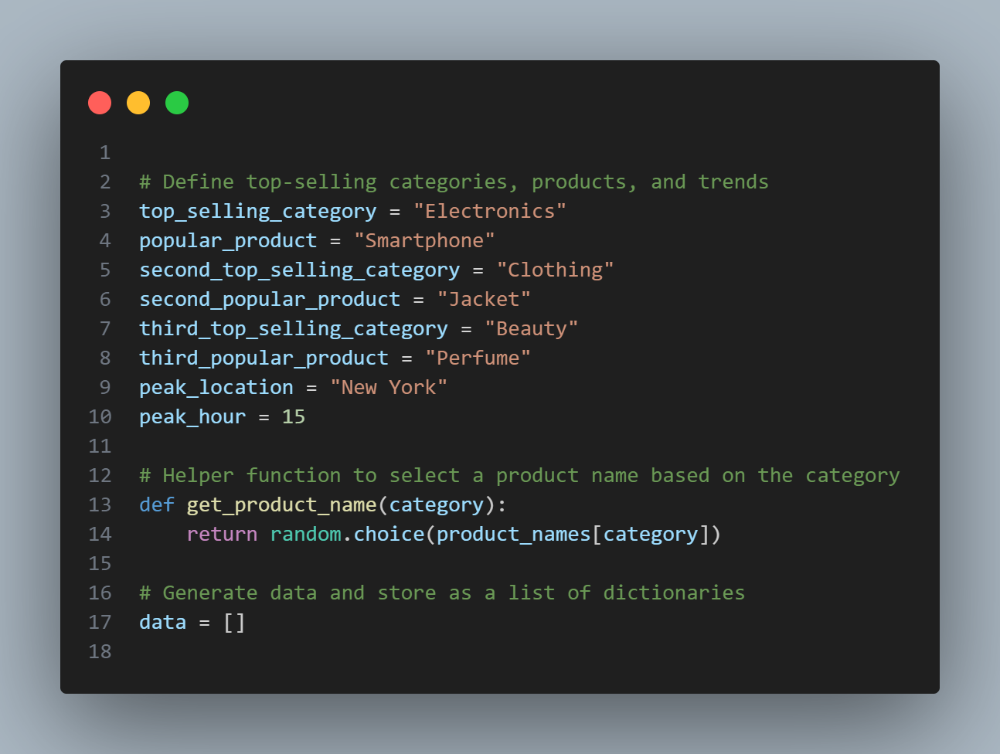 1
2 # Define top-selling categories, products, and trends
3 top_selling_category = "Electronics"
4 popular_product = "Smartphone"
5 second_top_selling_category = "Clothing"
6 second_popular_product = "Jacket"
7 third_top_selling_category = "Beauty"
8 third_popular_product = "Perfume"
9 peak_location = "New York"
10 peak_hour = 15
11
12 # Helper function to select a product name based on the category
13 def get_product_name(category):
14     return random.choice(product_names[category])
15
16 # Generate data and store as a list of dictionaries
17 data = []
18